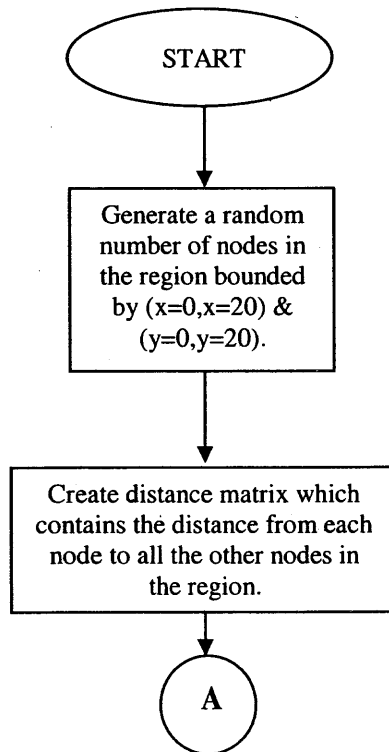 START
Generate a random
number of nodes in
the region bounded
by (x=0,x=20) &
(y=0,y=20).
Create distance matrix which
contains the distance from each
node to all the other nodes in
the region.
A